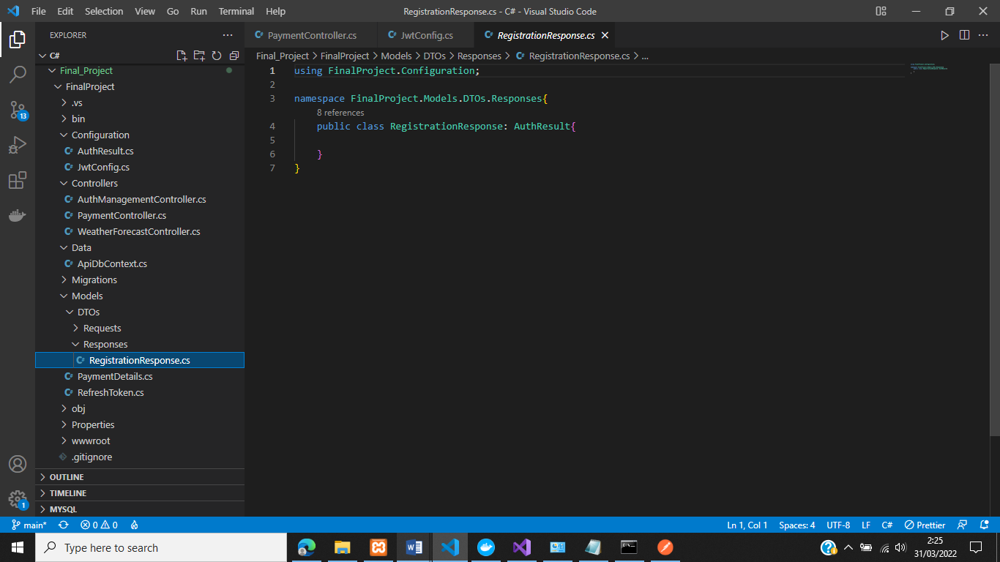 File Edit Selection View Go Run Terminal Help RegistrationResponse.cs - C# - Visual Studio Code
EXPLORER
C#
Final_Project
FinalProject
.vs
bin
Configuration
AuthResult.cs
JwtConfig.cs
Controllers
AuthManagementController.cs
PaymentController.cs
WeatherForecastController.cs
Data
ApiDbContext.cs
Migrations
Models
DTOs
Requests
Responses
RegistrationResponse.cs
PaymentDetails.cs
RefreshToken.cs
obj
Properties
wwwroot
.gitignore
OUTLINE
TIMELINE
MYSQL
13
1
PaymentController.cs JwtConfig.cs RegistrationResponse.cs
Final_Project > FinalProject > Models > DTOs > Responses > RegistrationResponse.cs > ...
1 using FinalProject.Configuration;
2
3 namespace FinalProject.Models.DTOs.Responses{
8 references
4 public class RegistrationResponse: AuthResult{
5
6 }
7 }
main* 0 0 Ln 1, Col 1 Spaces: 4 UTF-8 LF C# Prettier
Type here to search
2:25
31/03/2022